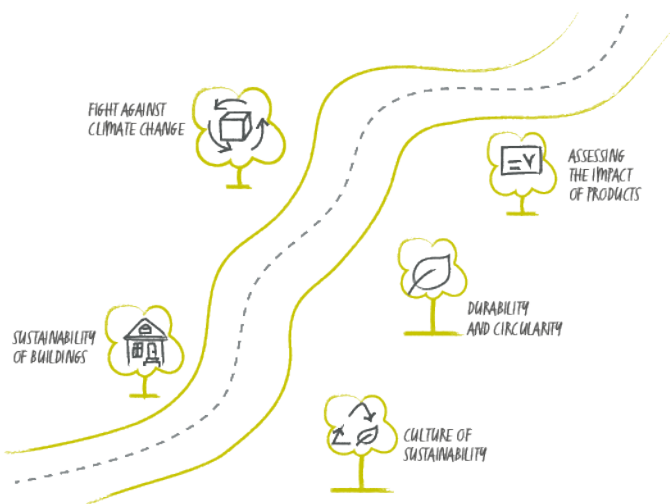 FIGHT AGAINST
CLIMATE CHANGE
ASSESSING
THE IMPACT
OF PRODUCTS
DURABILITY
AND CIRCULARITY
SUSTAINABILITY
OF BUILDINGS
CULTURE OF
SUSTAINABILITY